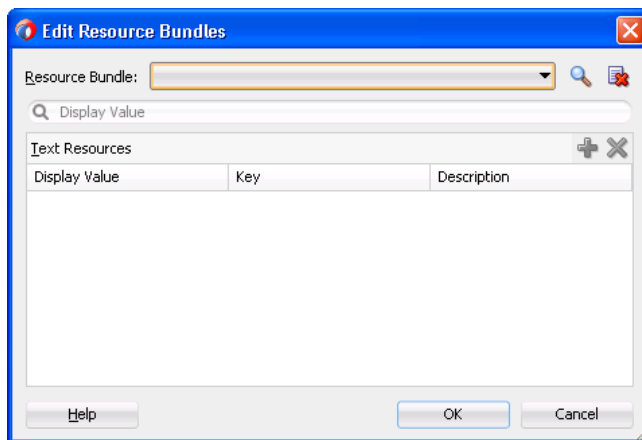 Edit Resource Bundles
Resource Bundle:
Display Value
Text Resources
Display Value Key Description
Help OK Cancel